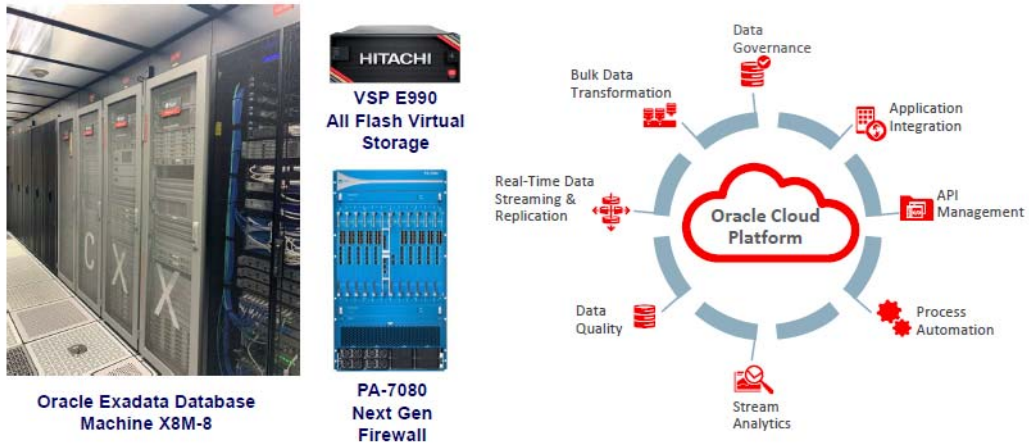 C X X
Oracle Exadata Database
Machine X8M-8
HITACHI
VSP E990
All Flash Virtual
Storage
PA-7080
Next Gen
Firewall
Data
Governance
Bulk Data
Transformation
Application
Integration
Real-Time Data
Streaming &
Replication
Oracle Cloud
Platform
API
Management
Data
Quality
Process
Automation
Stream
Analytics